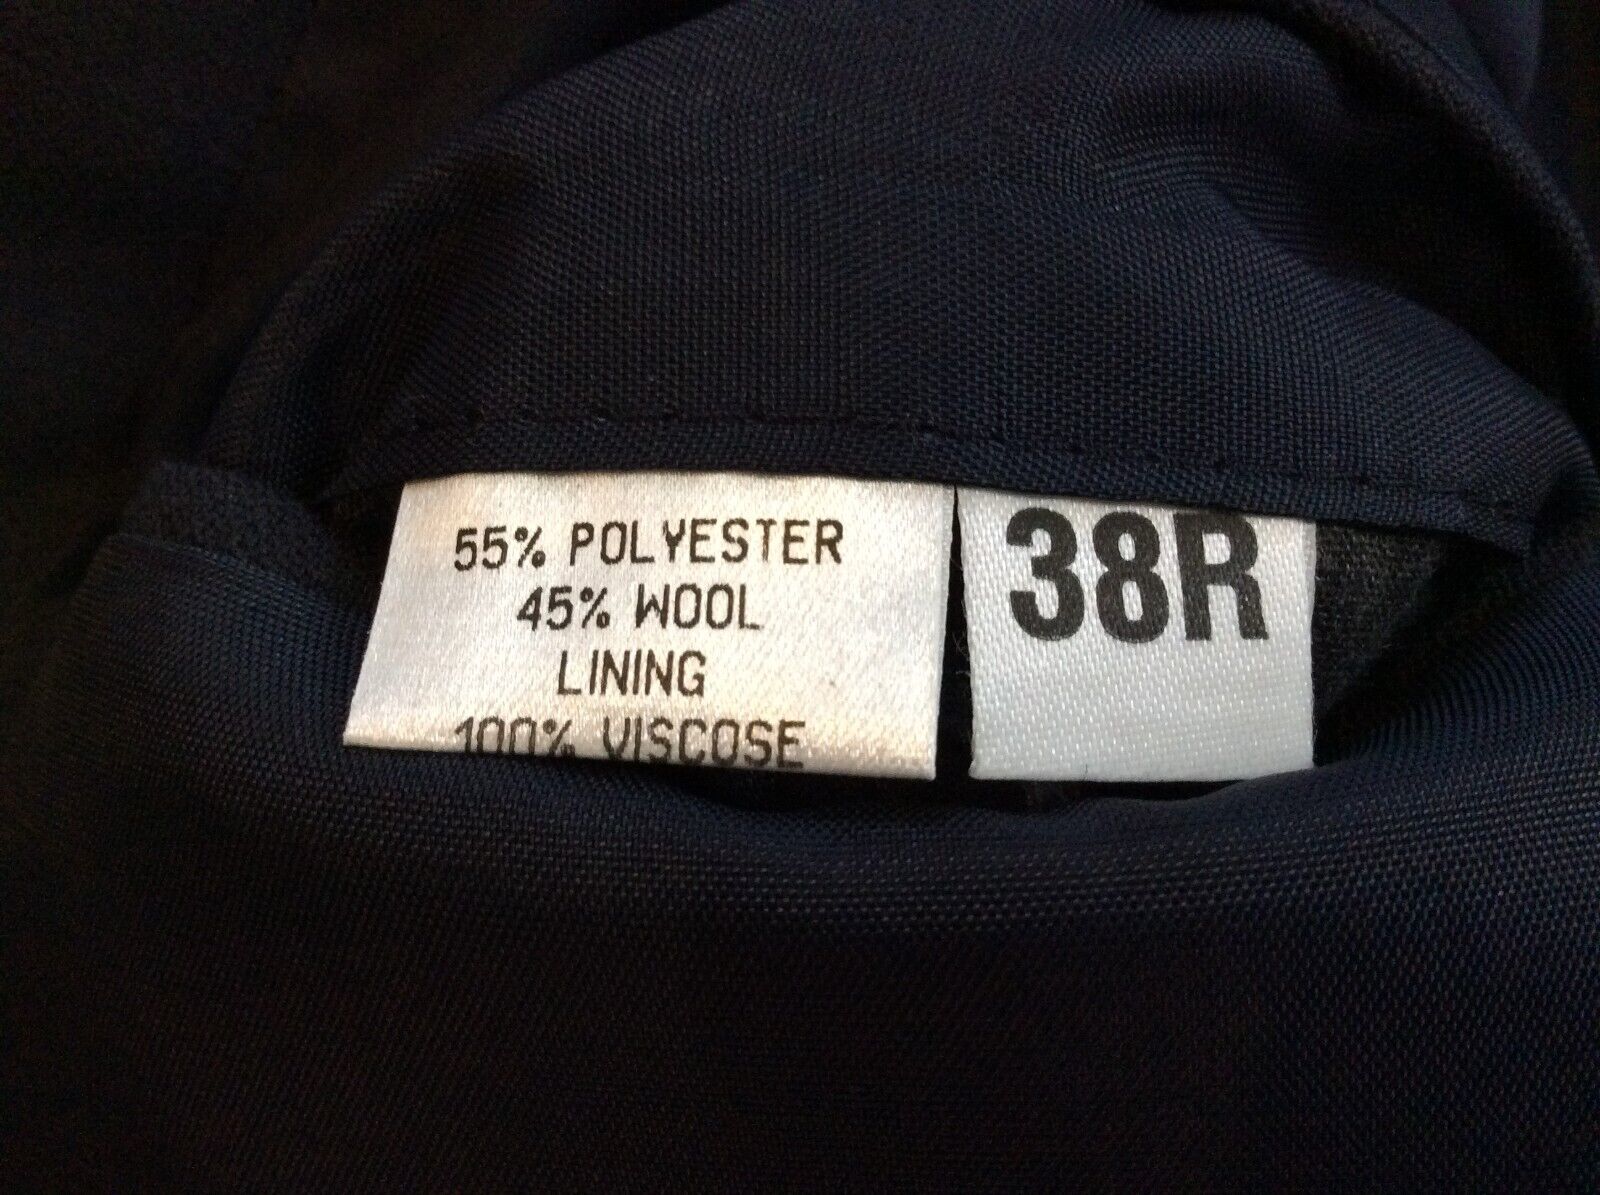 55% POLYESTER
45% WOOL
LINING
100% VISCOSE
38R